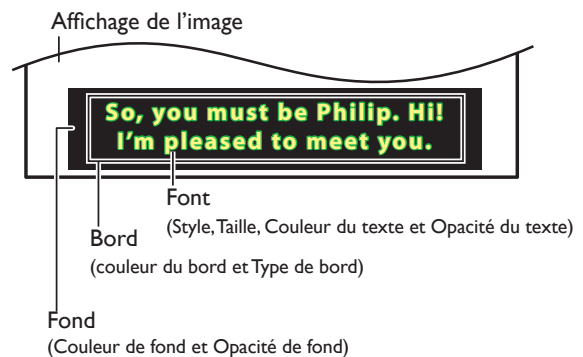 Affichage de l'image
So, you must be Philip. Hi!
I'm pleased to meet you.
Font
(Style, Taille, Couleur du texte et Opacité du texte)
Bord
(couleur du bord et Type de bord)
Fond
(Couleur de fond et Opacité de fond)